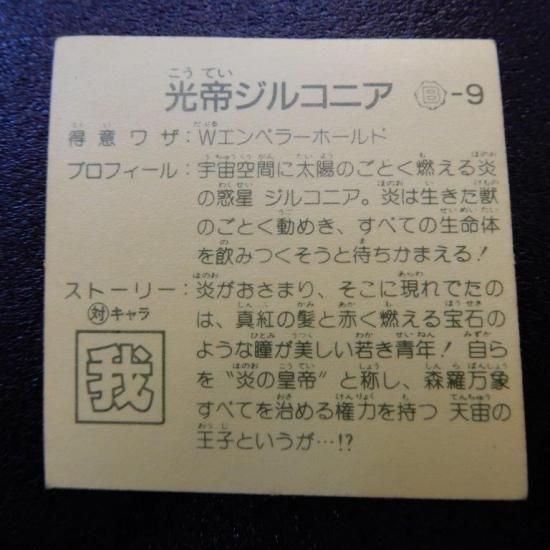 光帝ジルコニア Ⓑ-9
得意ワザ:Wエンペラーホールド
プロフィール:宇宙空間に太陽のごとく燃える炎
の惑星 ジルコニア。炎は生きた獣
のごとく動めき、すべての生命体
を飲みつくそうと待ちかまえる!
ストーリー:炎がおさまり、そこに現れでたの
は、真紅の髪と赤く燃える宝石の
ような瞳が美しい若き青年! 自ら
を〝炎の皇帝〟と称し、森羅万象
すべてを治める権力を持つ 天宙の
王子というが…!?
対キャラ
我